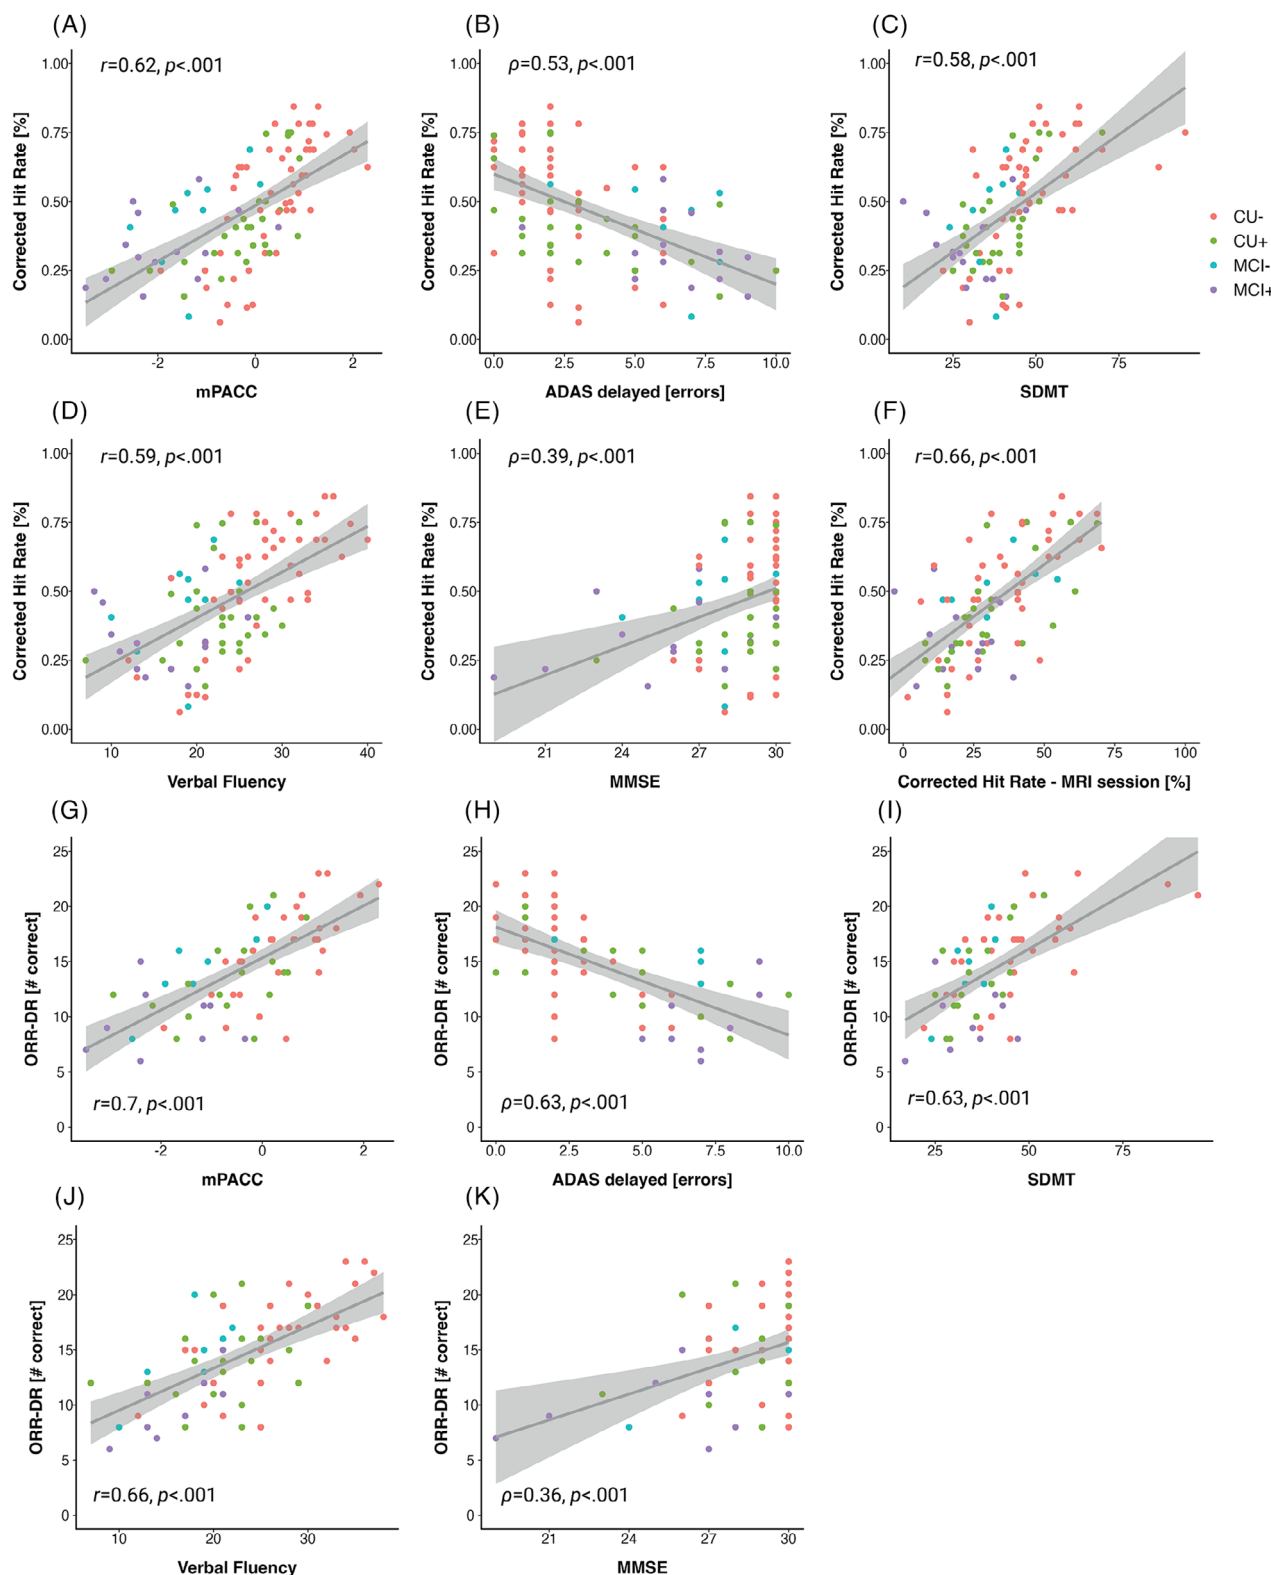 (A)
r=0.62, p<.001
Corrected Hit Rate [%]
1.00
0.75
0.50
0.25
0.00
-2 0 2
mPACC
(B)
ρ=0.53, p<.001
Corrected Hit Rate [%]
1.00
0.75
0.50
0.25
0.00
0.0 2.5 5.0 7.5 10.0
ADAS delayed [errors]
(C)
r=0.58, p<.001
Corrected Hit Rate [%]
1.00
0.75
0.50
0.25
0.00
25 50 75
SDMT
CU-
CU+
MCI-
MCI+
(D)
r=0.59, p<.001
Corrected Hit Rate [%]
1.00
0.75
0.50
0.25
0.00
10 20 30 40
Verbal Fluency
(E)
ρ=0.39, p<.001
Corrected Hit Rate [%]
1.00
0.75
0.50
0.25
0.00
21 24 27 30
MMSE
(F)
r=0.66, p<.001
Corrected Hit Rate [%]
1.00
0.75
0.50
0.25
0.00
0 25 50 75 100
Corrected Hit Rate - MRI session [%]
(G)
ORR-DR [# correct]
25
20
15
10
5
0
r=0.7, p<.001
-2 0 2
mPACC
(H)
ORR-DR [# correct]
25
20
15
10
5
0
ρ=0.63, p<.001
0.0 2.5 5.0 7.5 10.0
ADAS delayed [errors]
(I)
ORR-DR [# correct]
25
20
15
10
5
0
r=0.63, p<.001
25 50 75
SDMT
(J)
ORR-DR [# correct]
25
20
15
10
5
0
r=0.66, p<.001
10 20 30
Verbal Fluency
(K)
ORR-DR [# correct]
25
20
15
10
5
0
ρ=0.36, p<.001
21 24 27 30
MMSE